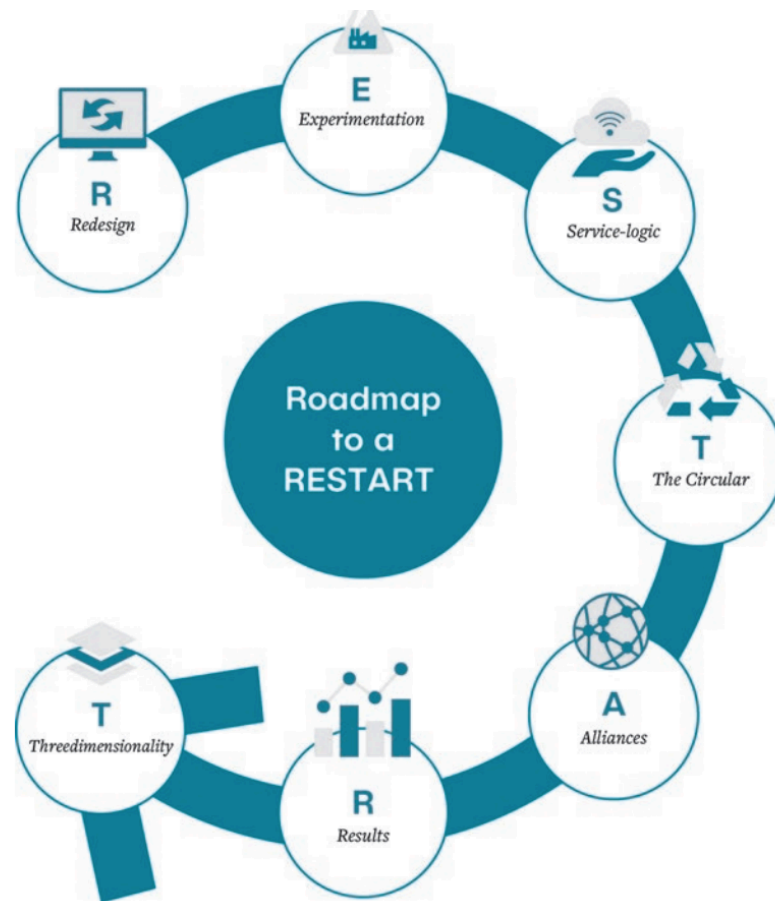 R
Redesign
E
Experimentation
S
Service-logic
T
The Circular
A
Alliances
R
Results
T
Threedimensionality
Roadmap
to a
RESTART